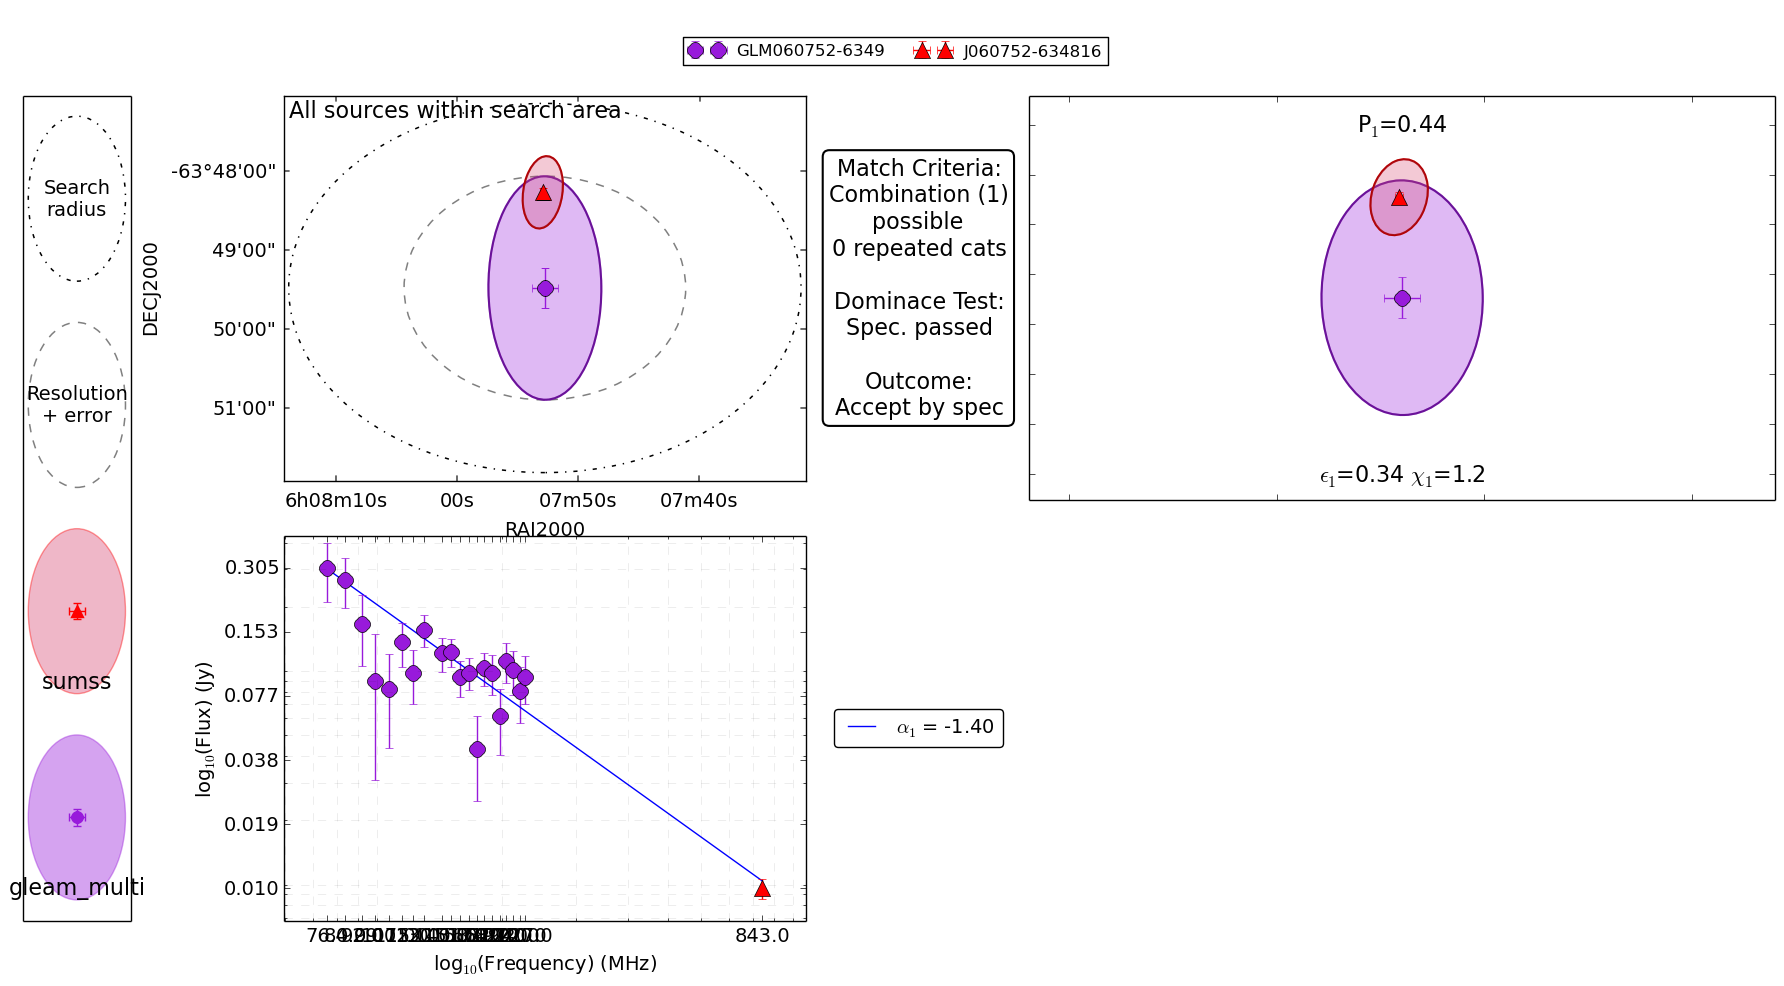 GLM060752-6349 J060752-634816
Search
radius
Resolution
+ error
sumss
gleam_multi
All sources within search area
DECJ2000
-63°48'00"
49'00"
50'00"
51'00"
6h08m10s 00s 07m50s 07m40s
RAJ2000
Match Criteria:
Combination (1)
possible
0 repeated cats
Dominace Test:
Spec. passed
Outcome:
Accept by spec
P1=0.44
ϵ1=0.34 χ1=1.2
log10(Flux) (Jy)
0.305
0.153
0.077
0.038
0.019
0.010
843.0
log10(Frequency) (MHz)
α1 = -1.40